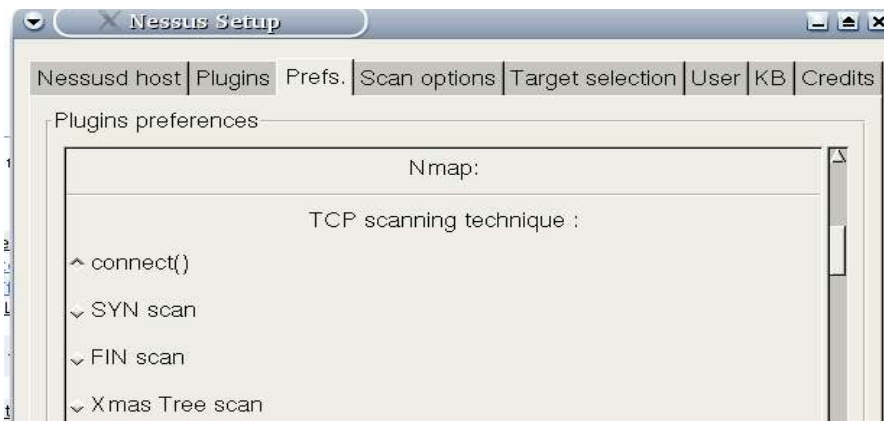 Nessus Setup
Nessusd host Plugins Prefs. Scan options Target selection User KB Credits
Plugins preferences
Nmap:
TCP scanning technique :
connect()
SYN scan
FIN scan
Xmas Tree scan